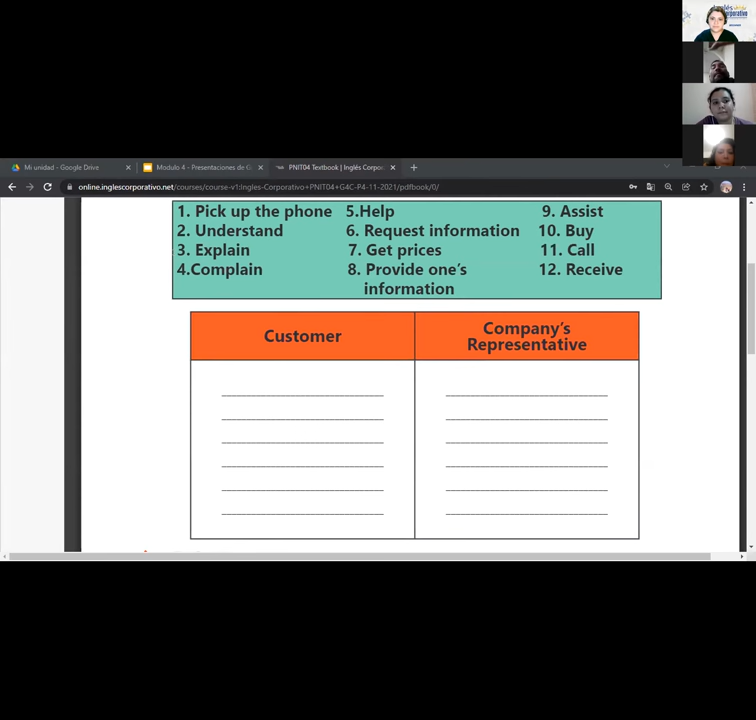 Mi unidad - Google Drive
Modulo 4 - Presentaciones de G
PNIT04 Textbook | Ingles Corpo
online.inglescorporativo.net/courses/course-v1:Ingles-Corporativo+PNIT04+G4C-P4-11-2021/pdfbook/0/
1. Pick up the phone 5.Help 9. Assist
2. Understand 6. Request information 10. Buy
3. Explain 7. Get prices 11. Call
4.Complain 8. Provide one's 12. Receive
information
Customer
Company's
Representative